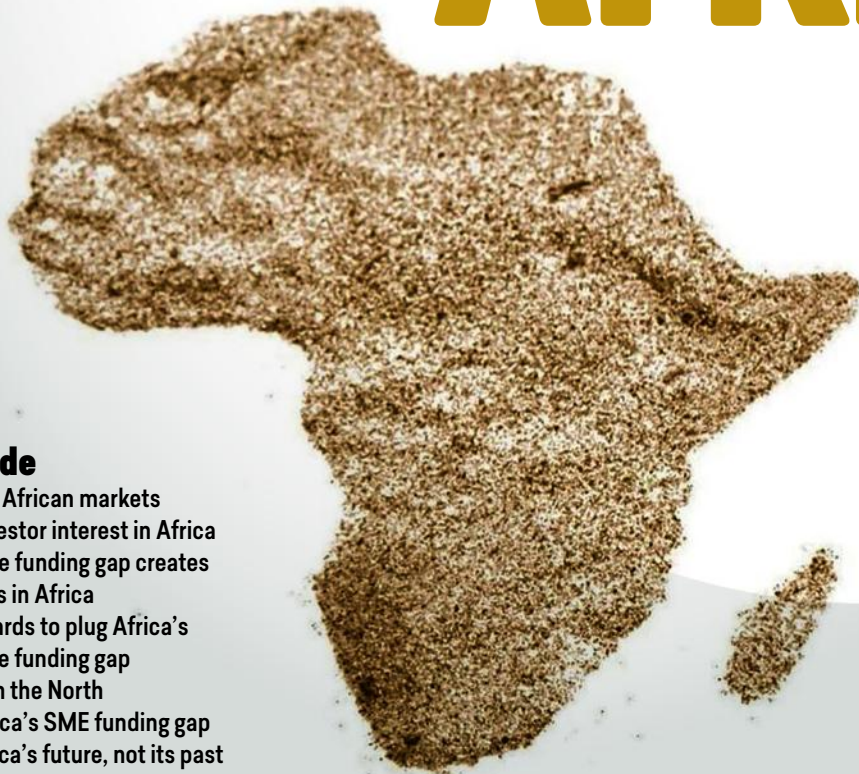 AFRI
de
African markets
estor interest in Africa
e funding gap creates
s in Africa
ards to plug Africa's
e funding gap
n the North
ca's SME funding gap
ca's future, not its past